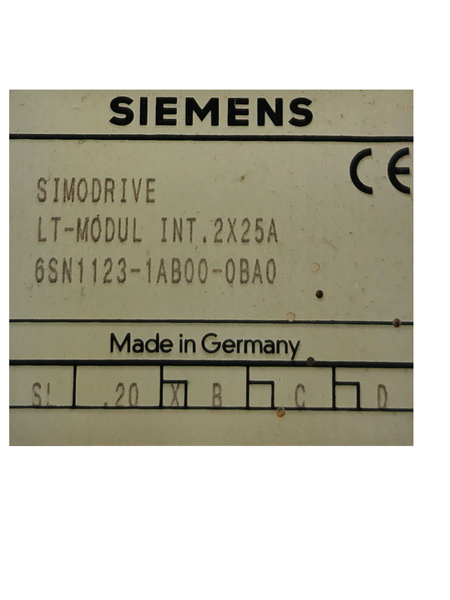 SIEMENS
CE
SIMODRIVE
LT-MODUL INT.2X25A
6SN1123-1AB00-0BA0
Made in Germany
.20 X B C D